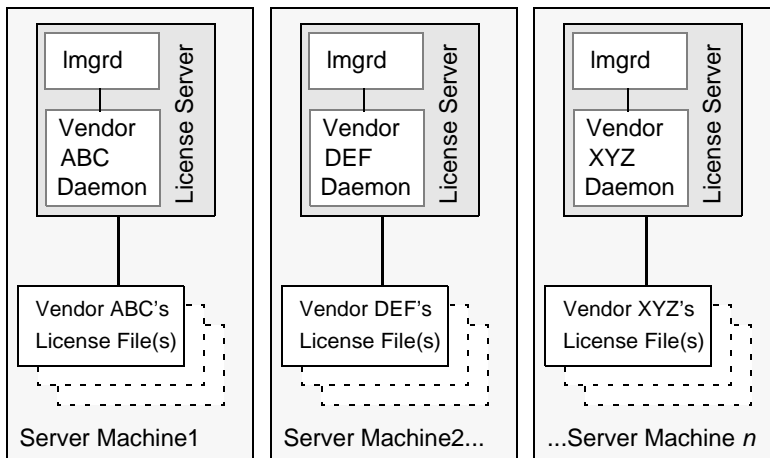 lmgrd
Vendor
ABC
Daemon
License Server
Vendor ABC's
License File(s)
Server Machine1
lmgrd
Vendor
DEF
Daemon
License Server
Vendor DEF's
License File(s)
Server Machine2...
lmgrd
Vendor
XYZ
Daemon
License Server
Vendor XYZ's
License File(s)
...Server Machine n